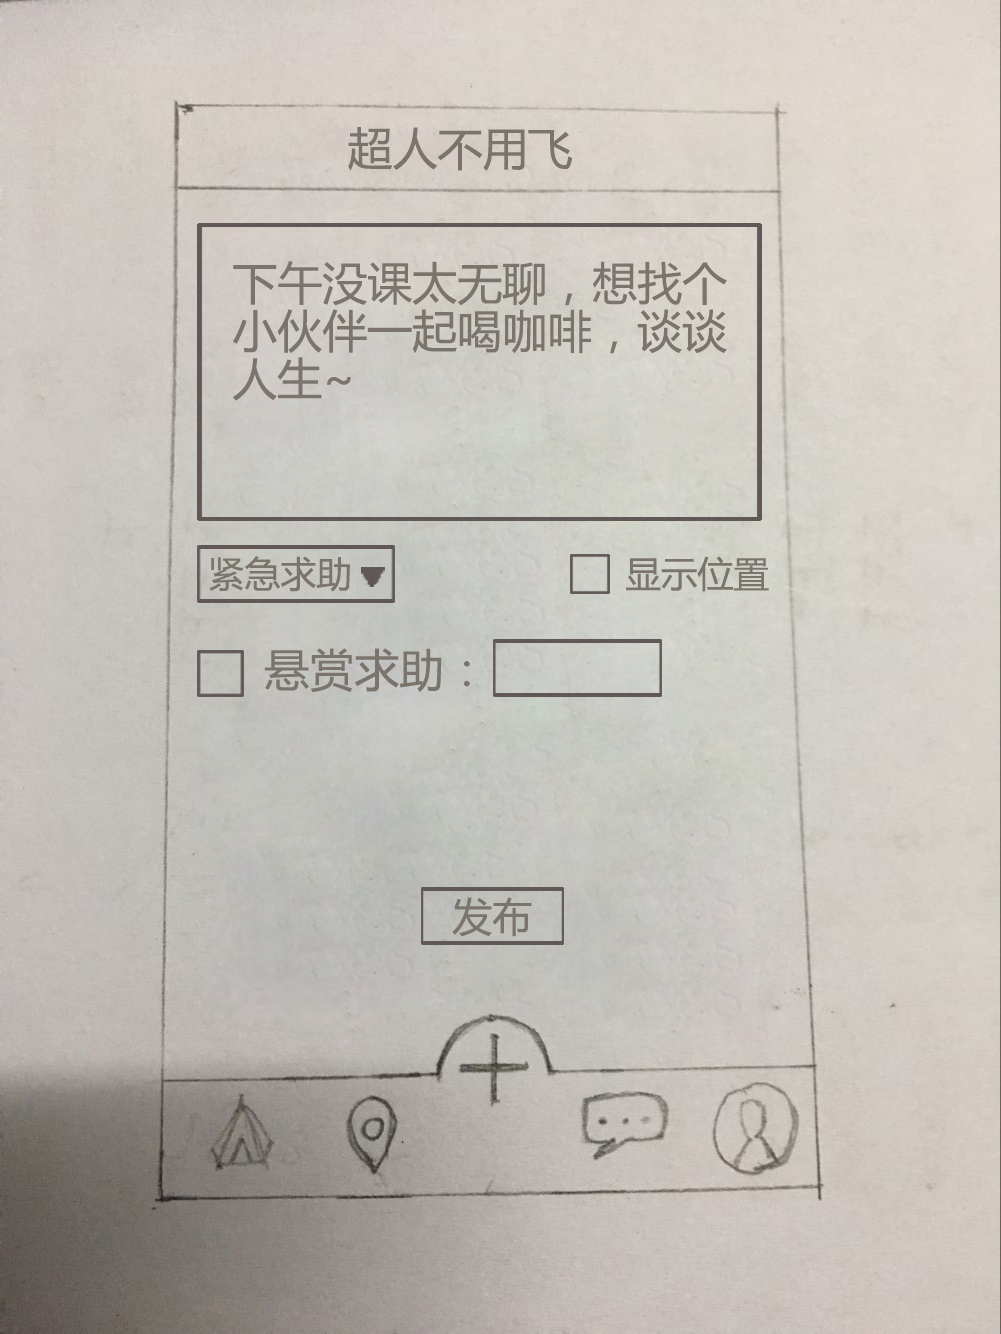 超人不用飞
下午没课太无聊，想找个
小伙伴一起喝咖啡，谈谈
人生~
紧急求助▼ 显示位置
悬赏求助：
发布